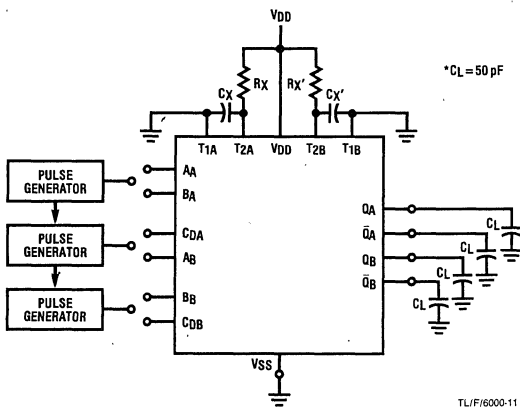 VDD
*CL = 50 pF
CX RX RX' CX'
T1A T2A VDD T2B T1B
PULSE GENERATOR
PULSE GENERATOR
PULSE GENERATOR
AA
BA
CDA
AB
BB
CDB
QA
Q̄A
QB
Q̄B
CL
CL
CL
CL
VSS
TL/F/6000-11